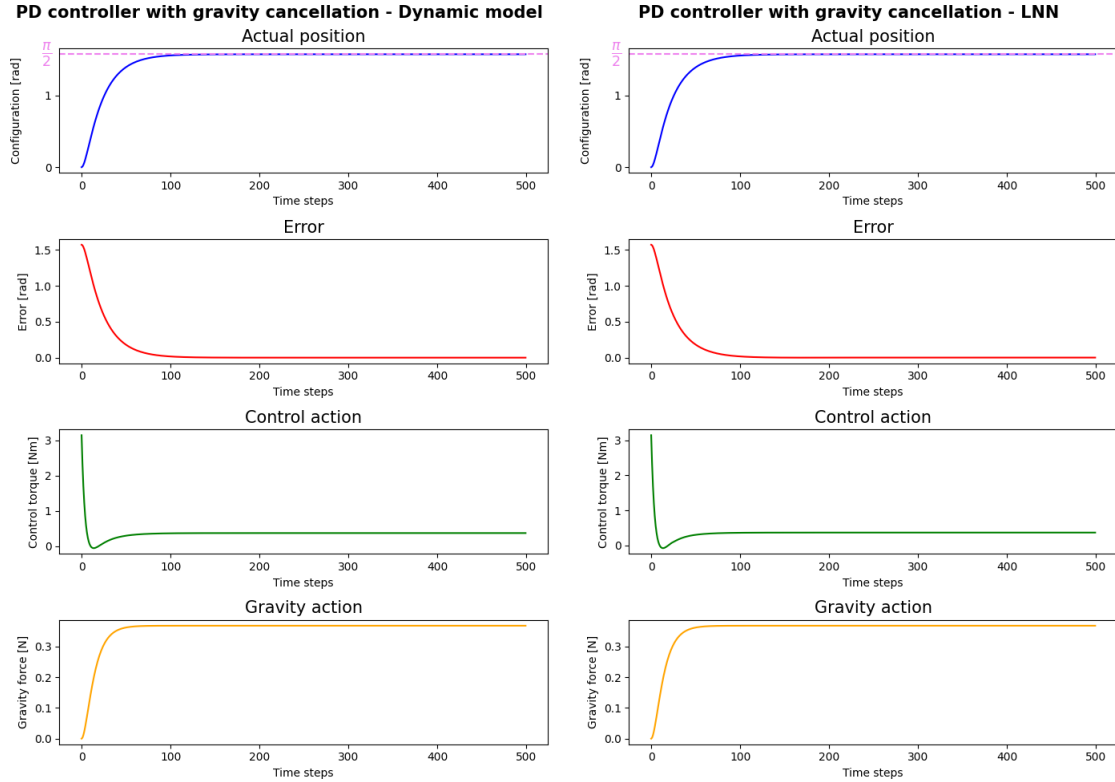 PD controller with gravity cancellation - Dynamic model
Actual position
π/2
Configuration [rad]
1
0
0 100 200 300 400 500
Time steps
Error
Error [rad]
1.5
1.0
0.5
0.0
0 100 200 300 400 500
Time steps
Control action
Control torque [Nm]
3
2
1
0
0 100 200 300 400 500
Time steps
Gravity action
Gravity force [N]
0.3
0.2
0.1
0.0
0 100 200 300 400 500
Time steps
PD controller with gravity cancellation - LNN
Actual position
π/2
Configuration [rad]
1
0
0 100 200 300 400 500
Time steps
Error
Error [rad]
1.5
1.0
0.5
0.0
0 100 200 300 400 500
Time steps
Control action
Control torque [Nm]
3
2
1
0
0 100 200 300 400 500
Time steps
Gravity action
Gravity force [N]
0.3
0.2
0.1
0.0
0 100 200 300 400 500
Time steps